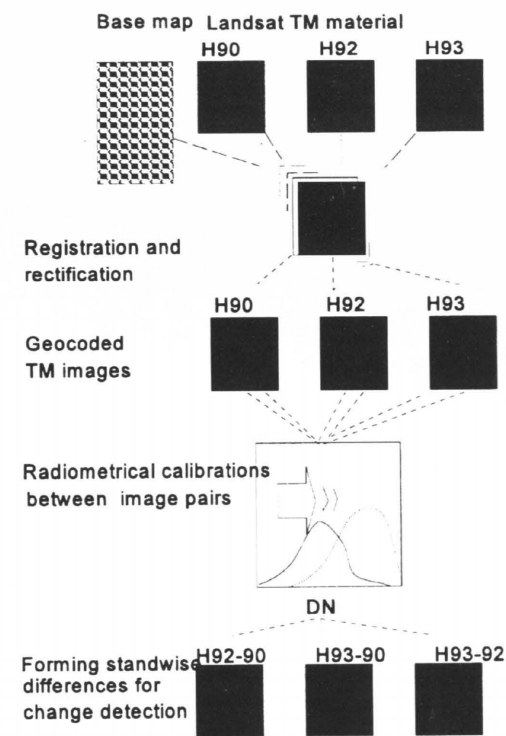 Base map Landsat TM material
H90 H92 H93
Registration and
rectification
H90 H92 H93
Geocoded
TM images
Radiometrical calibrations
between image pairs
DN
H92-90 H93-90 H93-92
Forming standwise
differences for
change detection